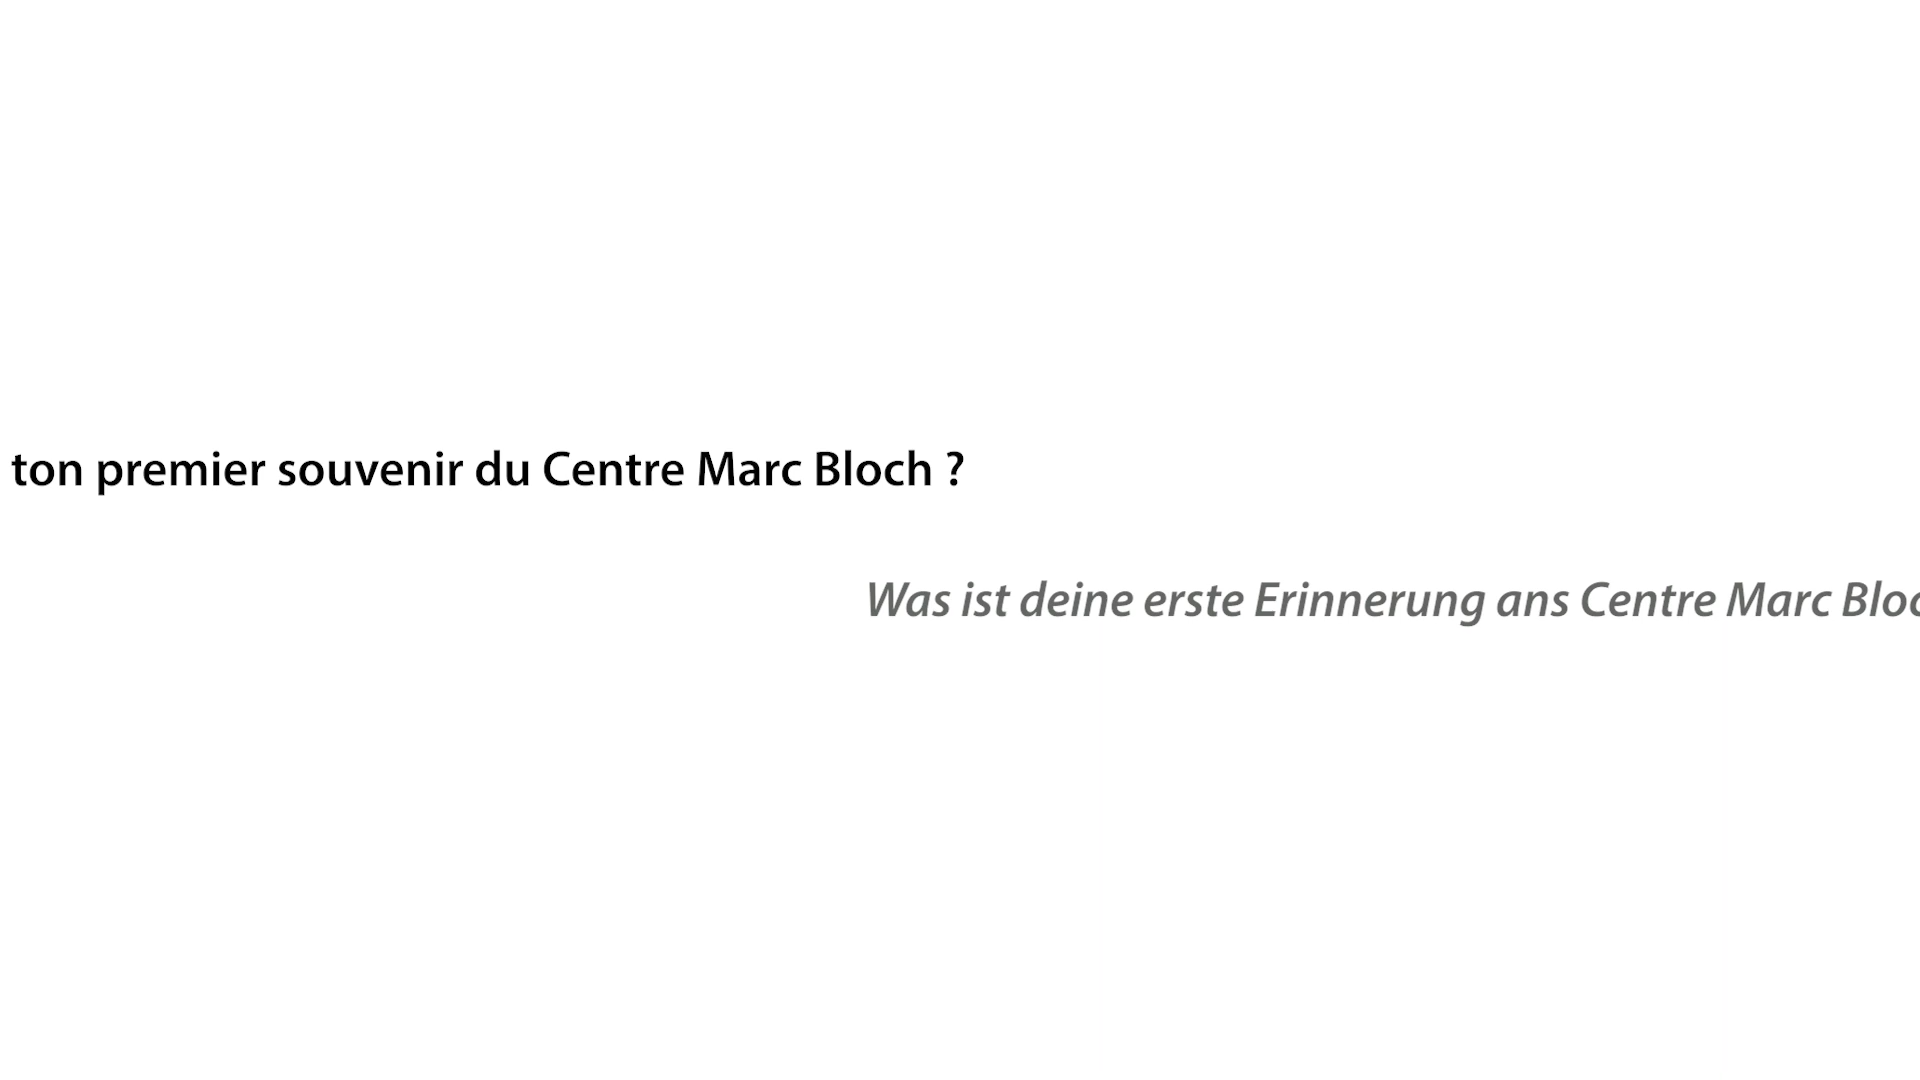 ton premier souvenir du Centre Marc Bloch ?
Was ist deine erste Erinnerung ans Centre Marc